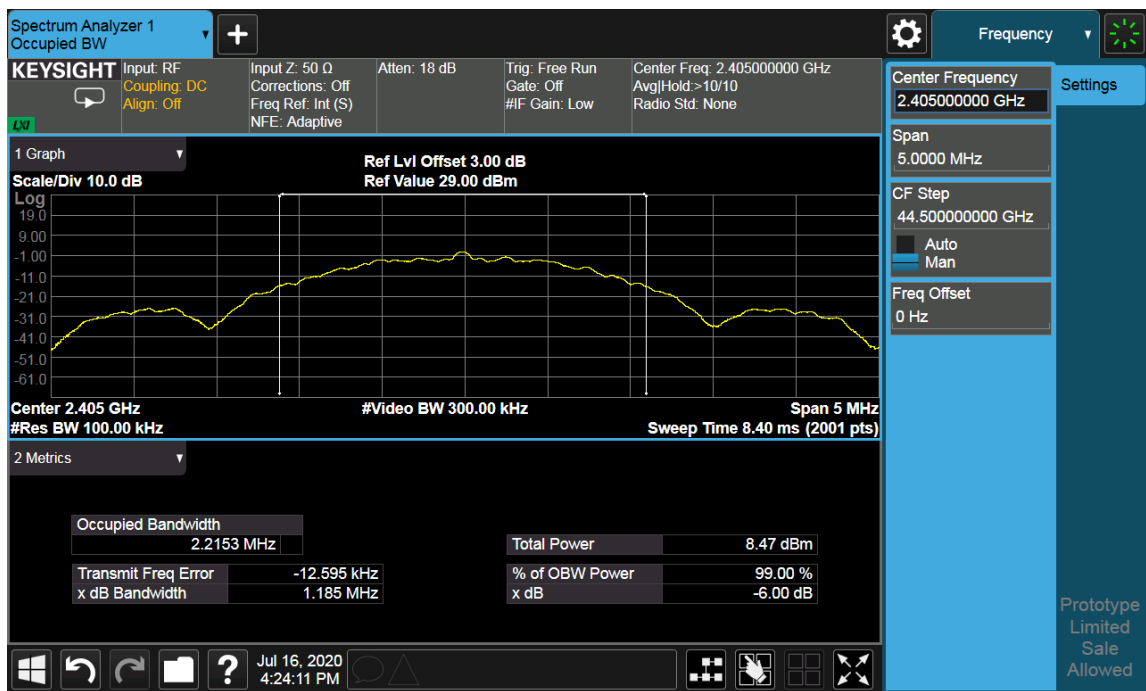 Spectrum Analyzer 1
Occupied BW
+
Frequency
KEYSIGHT
Input: RF
Coupling: DC
Align: Off
Input Z: 50 Ω
Corrections: Off
Freq Ref: Int (S)
NFE: Adaptive
Atten: 18 dB
Trig: Free Run
Gate: Off
#IF Gain: Low
Center Freq: 2.405000000 GHz
Avg|Hold:>10/10
Radio Std: None
LXI
Center Frequency
2.405000000 GHz
Settings
Span
5.0000 MHz
CF Step
44.500000000 GHz
Auto
Man
Freq Offset
0 Hz
1 Graph
Scale/Div 10.0 dB
Ref Lvl Offset 3.00 dB
Ref Value 29.00 dBm
Log
19.0
9.00
-1.00
-11.0
-21.0
-31.0
-41.0
-51.0
-61.0
Center 2.405 GHz
#Video BW 300.00 kHz
Span 5 MHz
#Res BW 100.00 kHz
Sweep Time 8.40 ms (2001 pts)
2 Metrics
Occupied Bandwidth
2.2153 MHz
Total Power 8.47 dBm
Transmit Freq Error -12.595 kHz
% of OBW Power 99.00 %
x dB Bandwidth 1.185 MHz
x dB -6.00 dB
Prototype
Limited
Sale
Allowed
?
Jul 16, 2020
4:24:11 PM